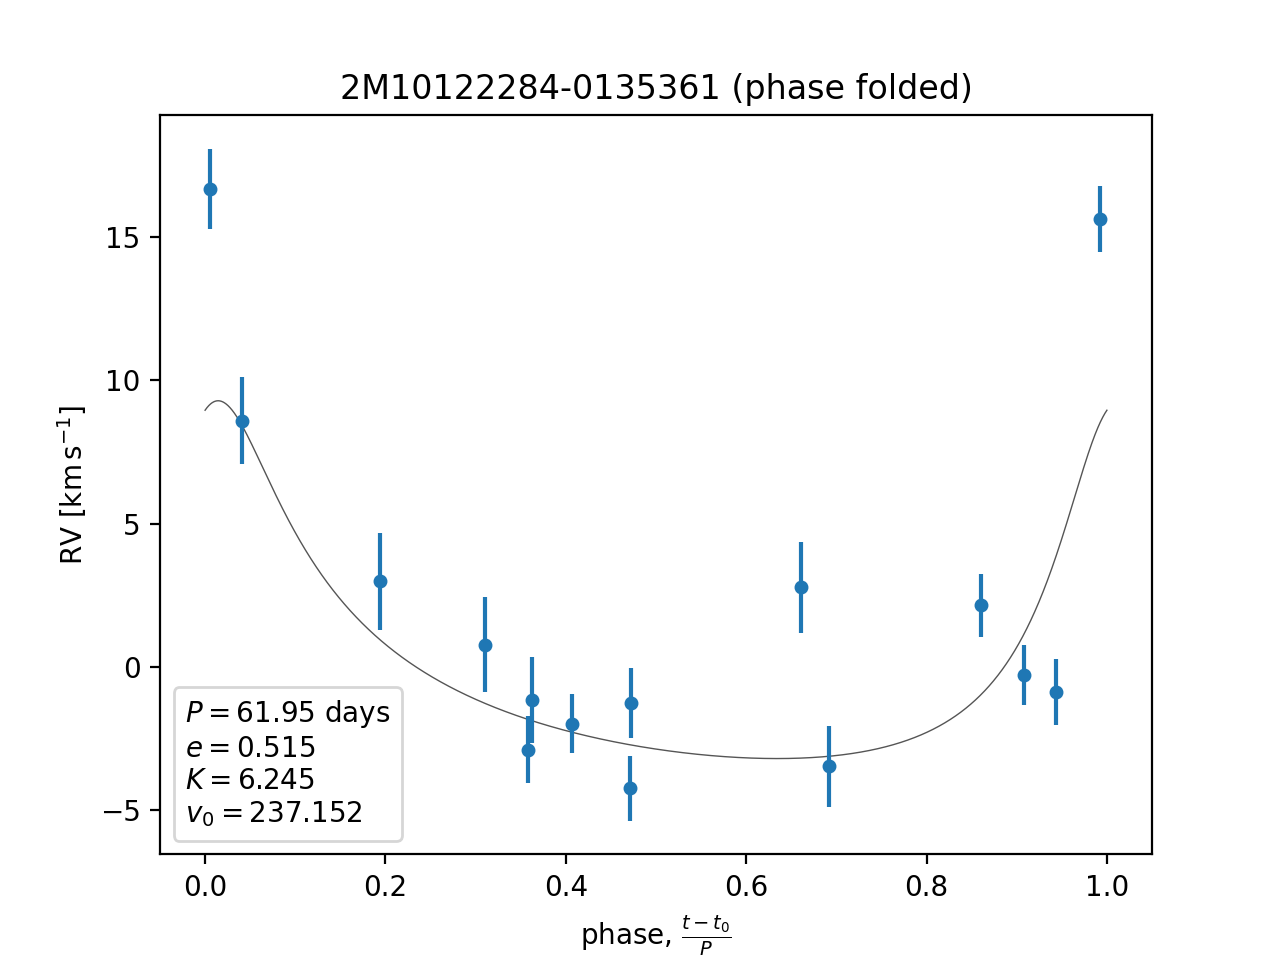 2M10122284-0135361 (phase folded)
RV [km s⁻¹]
15
10
5
0
−5
P = 61.95 days
e = 0.515
K = 6.245
v₀ = 237.152
0.0 0.2 0.4 0.6 0.8 1.0
phase, (t − t₀)/P